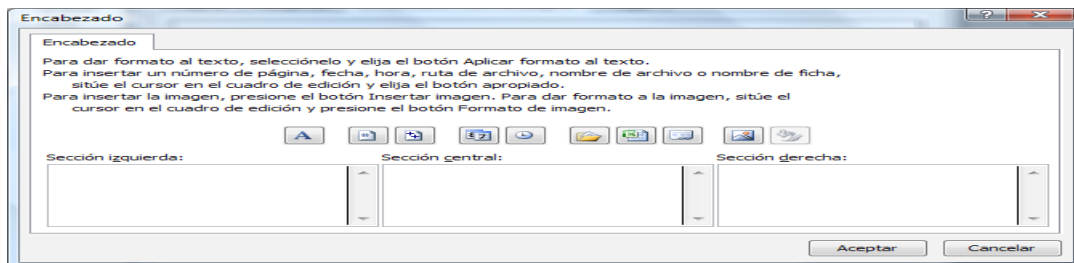 Encabezado
Encabezado
Para dar formato al texto, selecciónelo y elija el botón Aplicar formato al texto.
Para insertar un número de página, fecha, hora, ruta de archivo, nombre de archivo o nombre de ficha,
sitúe el cursor en el cuadro de edición y elija el botón apropiado.
Para insertar la imagen, presione el botón Insertar imagen. Para dar formato a la imagen, sitúe el
cursor en el cuadro de edición y presione el botón Formato de imagen.
A
Sección izquierda: Sección central: Sección derecha:
Aceptar Cancelar